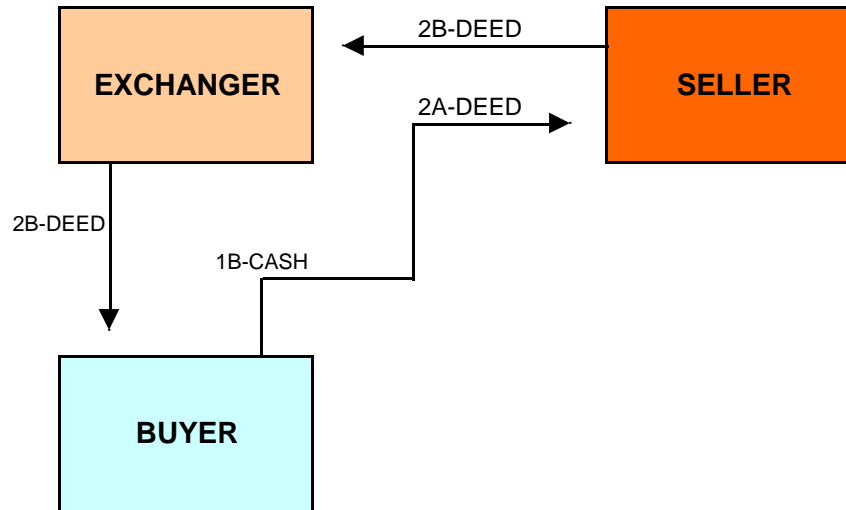 2B-DEED
EXCHANGER
SELLER
2A-DEED
2B-DEED
1B-CASH
BUYER